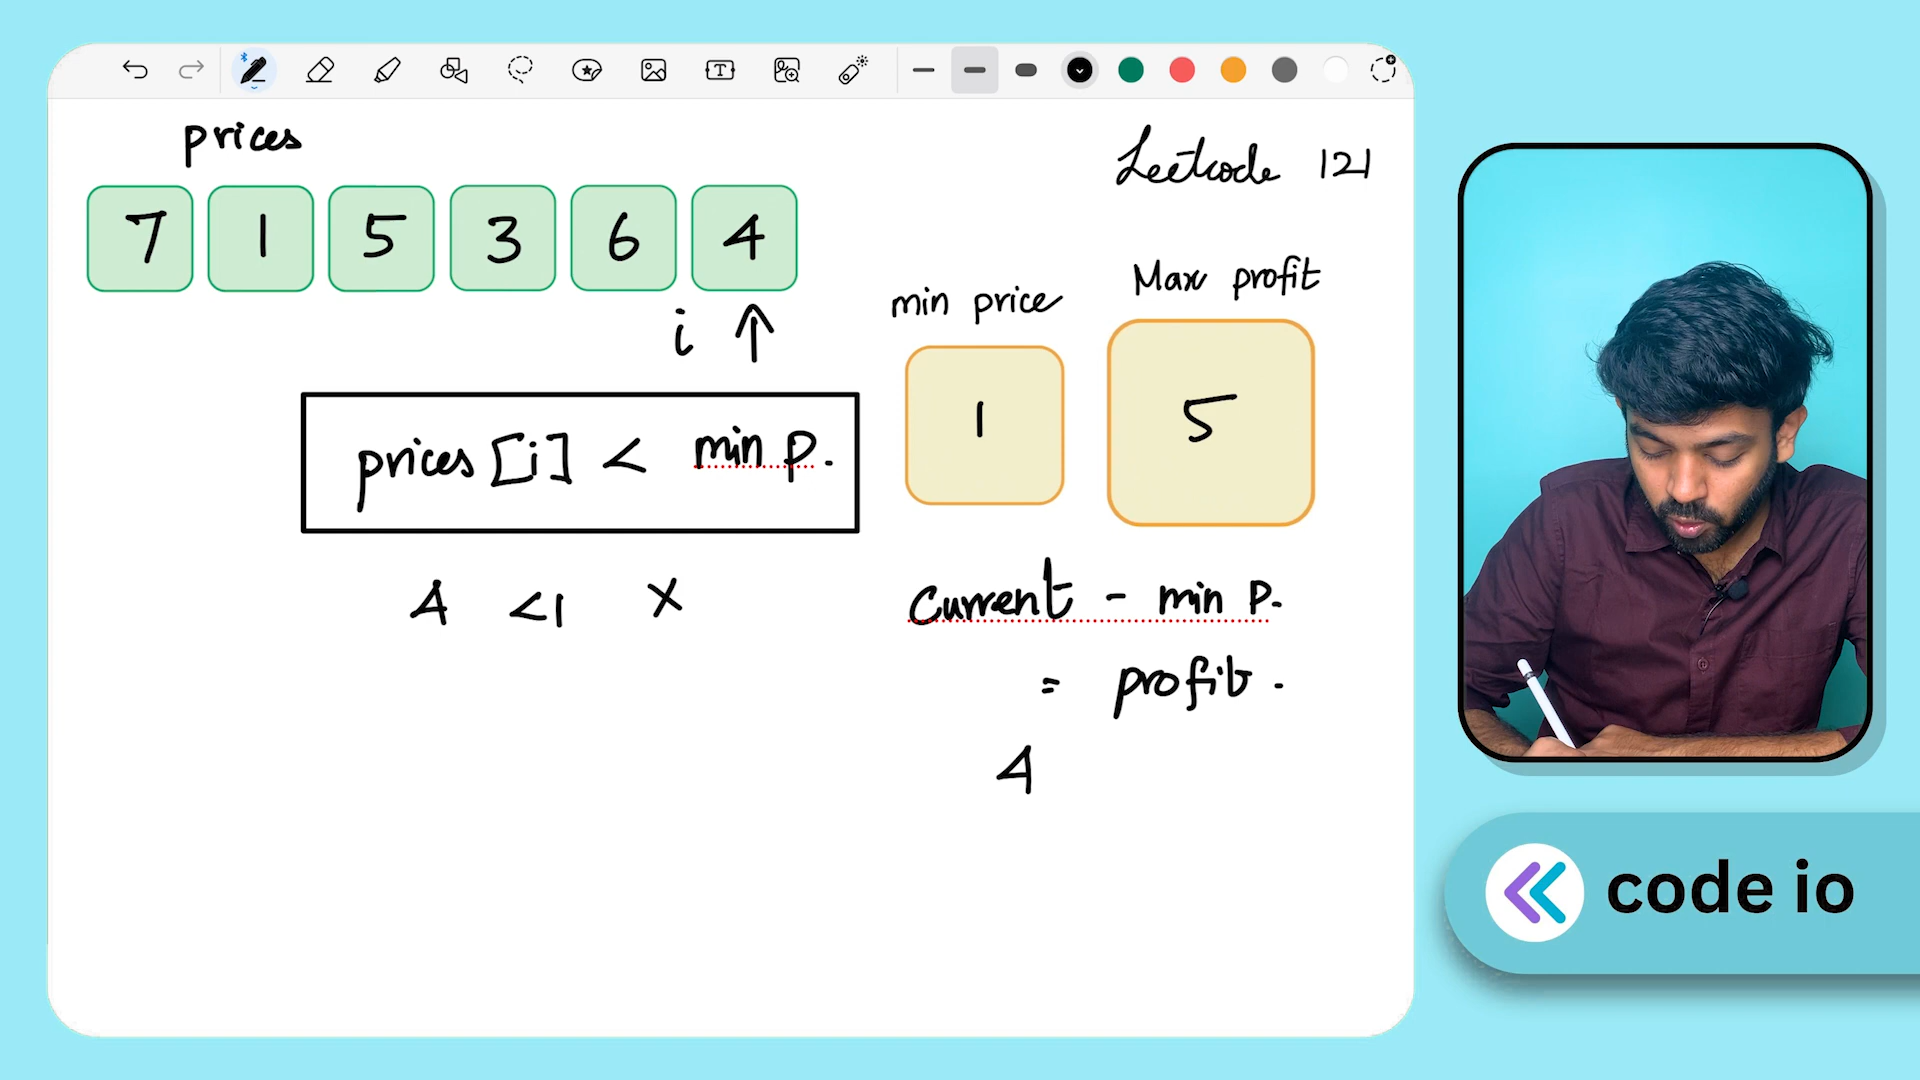 prices
Leetcode 121
7 1 5 3 6 4
i ↑
min price
Max profit
1
5
prices [i] < min p.
4 <1 x
Current - min P.
= profit.
4
code io